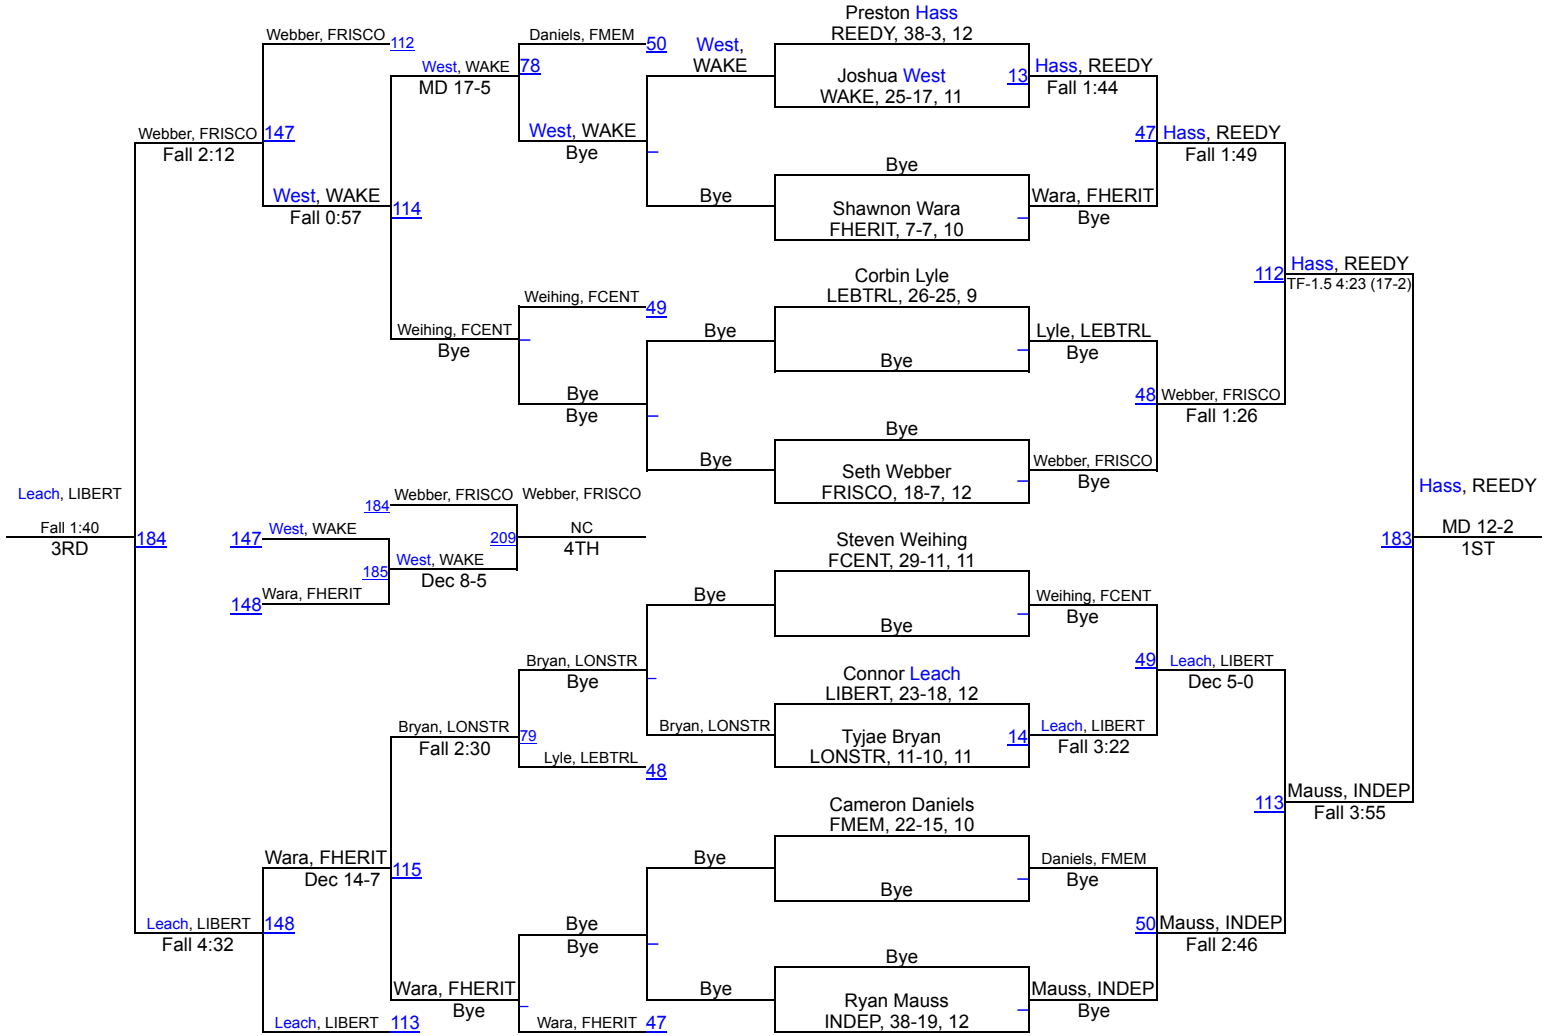 Preston Hass
REEDY, 38-3, 12
Webber, FRISCO
112
Daniels, FMEM
50
West,
WAKE
West, WAKE
78
MD 17-5
Joshua West
WAKE, 25-17, 11
13
Hass, REEDY
Fall 1:44
Webber, FRISCO
147
Fall 2:12
West, WAKE
Bye
47
Hass, REEDY
Fall 1:49
Bye
West, WAKE
Fall 0:57
114
Bye
Shawnon Wara
FHERIT, 7-7, 10
Wara, FHERIT
Bye
Corbin Lyle
LEBTRL, 26-25, 9
112
Hass, REEDY
TF-1.5 4:23 (17-2)
Weihing, FCENT
49
Weihing, FCENT
Bye
Bye
Bye
Lyle, LEBTRL
Bye
Bye
Bye
48
Webber, FRISCO
Fall 1:26
Bye
Bye
Seth Webber
FRISCO, 18-7, 12
Webber, FRISCO
Bye
Leach, LIBERT
Fall 1:40
3RD
184
Webber, FRISCO
184
Webber, FRISCO
147
West, WAKE
209
NC
4TH
185
West, WAKE
Dec 8-5
148
Wara, FHERIT
Hass, REEDY
183
MD 12-2
1ST
Steven Weihing
FCENT, 29-11, 11
Bye
Bye
Weihing, FCENT
Bye
Bryan, LONSTR
Bye
Connor Leach
LIBERT, 23-18, 12
49
Leach, LIBERT
Dec 5-0
Bryan, LONSTR
Fall 2:30
79
Bryan, LONSTR
Tyjae Bryan
LONSTR, 11-10, 11
14
Leach, LIBERT
Fall 3:22
Lyle, LEBTRL
48
Cameron Daniels
FMEM, 22-15, 10
113
Mauss, INDEP
Fall 3:55
Wara, FHERIT
Dec 14-7
115
Bye
Bye
Daniels, FMEM
Bye
Leach, LIBERT
148
Fall 4:32
Bye
Bye
50
Mauss, INDEP
Fall 2:46
Bye
Wara, FHERIT
Bye
Bye
Ryan Mauss
INDEP, 38-19, 12
Mauss, INDEP
Bye
Leach, LIBERT
113
Wara, FHERIT
47